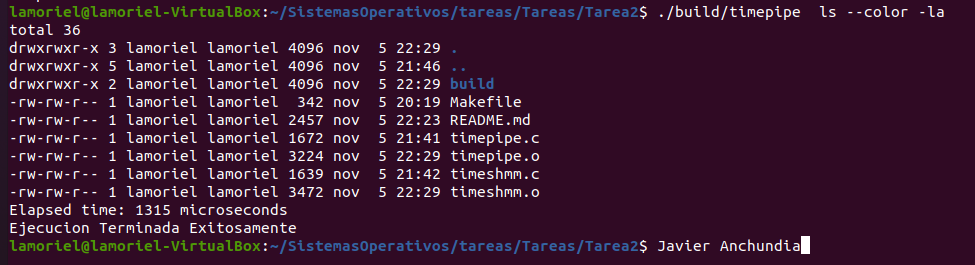 lamoriel@lamoriel-VirtualBox:~/SistemasOperativos/tareas/Tareas/Tarea2$ ./build/timepipe  ls --color -la
total 36
drwxrwxr-x 3 lamoriel lamoriel 4096 nov  5 22:29 .
drwxrwxr-x 5 lamoriel lamoriel 4096 nov  5 21:46 ..
drwxrwxr-x 2 lamoriel lamoriel 4096 nov  5 22:29 build
-rw-rw-r-- 1 lamoriel lamoriel  342 nov  5 20:19 Makefile
-rw-rw-r-- 1 lamoriel lamoriel 2457 nov  5 22:23 README.md
-rw-rw-r-- 1 lamoriel lamoriel 1672 nov  5 21:41 timepipe.c
-rw-rw-r-- 1 lamoriel lamoriel 3224 nov  5 22:29 timepipe.o
-rw-rw-r-- 1 lamoriel lamoriel 1639 nov  5 21:42 timeshmm.c
-rw-rw-r-- 1 lamoriel lamoriel 3472 nov  5 22:29 timeshmm.o
Elapsed time: 1315 microseconds
Ejecucion Terminada Exitosamente
lamoriel@lamoriel-VirtualBox:~/SistemasOperativos/tareas/Tareas/Tarea2$ Javier Anchundia